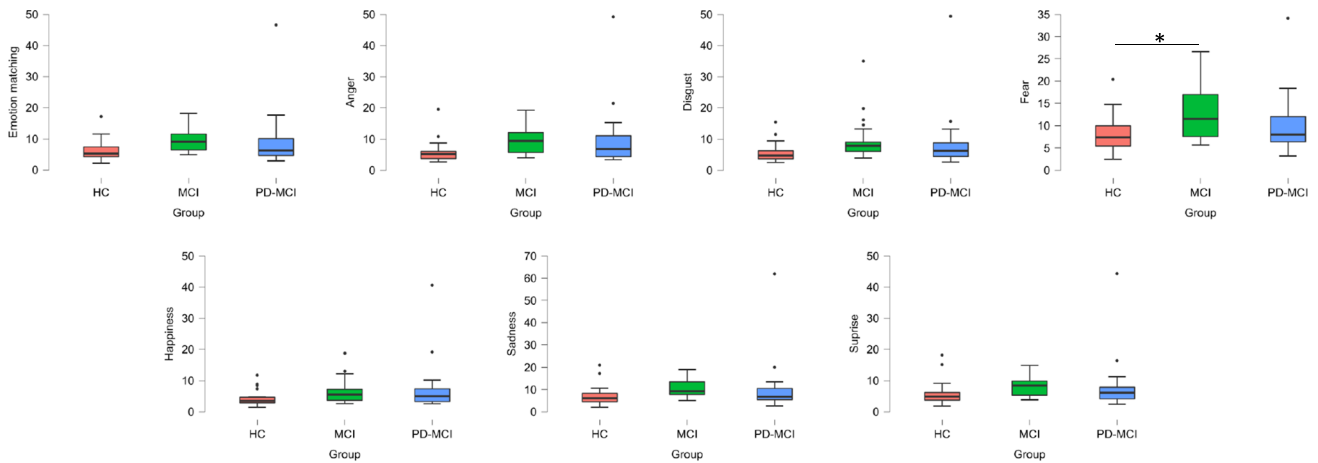 Emotion matching
50
40
30
20
10
0
HC MCI PD-MCI
Group
Anger
50
40
30
20
10
0
HC MCI PD-MCI
Group
Disgust
50
40
30
20
10
0
HC MCI PD-MCI
Group
Fear
35
30
25
20
15
10
5
0
*
HC MCI PD-MCI
Group
Happiness
50
40
30
20
10
0
HC MCI PD-MCI
Group
Sadness
70
60
50
40
30
20
10
0
HC MCI PD-MCI
Group
Suprise
50
40
30
20
10
0
HC MCI PD-MCI
Group